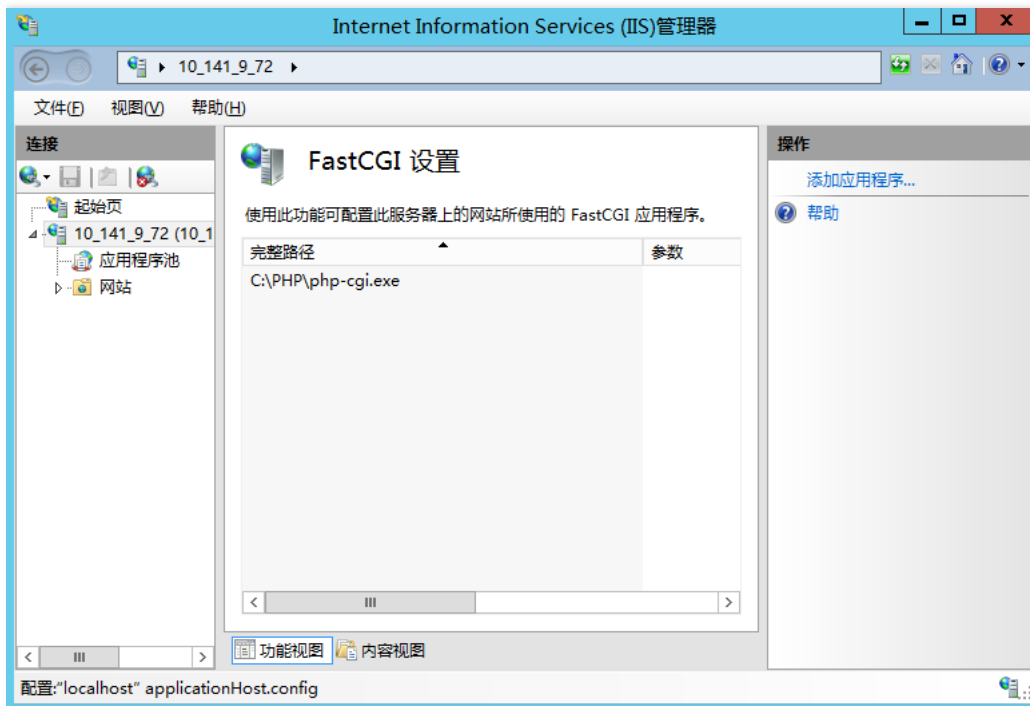 Internet Information Services (IIS)管理器
10_141_9_72
文件(F) 视图(V) 帮助(H)
连接
起始页
10_141_9_72 (10_1
应用程序池
网站
FastCGI 设置
使用此功能可配置此服务器上的网站所使用的 FastCGI 应用程序。
完整路径 参数
C:\PHP\php-cgi.exe
功能视图 内容视图
操作
添加应用程序...
帮助
配置:"localhost" applicationHost.config